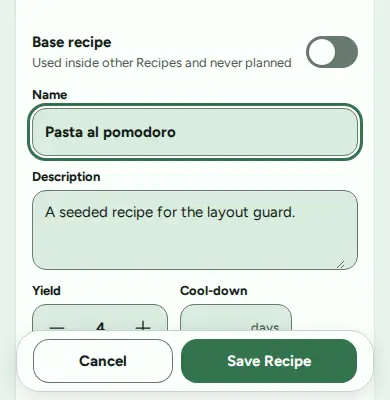 Base recipe
Used inside other Recipes and never planned
Name
Pasta al pomodoro
Description
A seeded recipe for the layout guard.
Yield
Cool-down
— 4 +
days
Cancel
Save Recipe